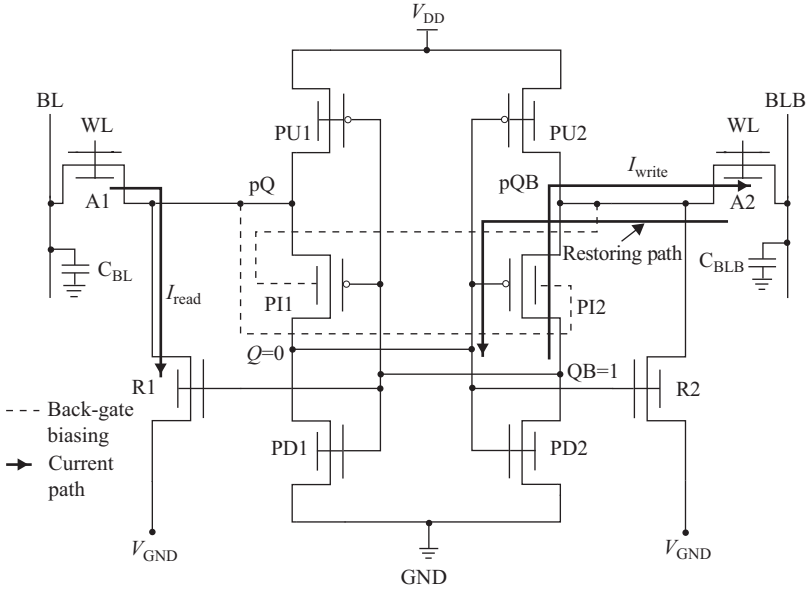 V_DD
BL
BLB
WL
WL
PU1
PU2
pQ
pQB
I_write
A1
A2
Restoring path
C_BL
C_BLB
I_read
PI1
PI2
Q=0
QB=1
R1
R2
Back-gate
biasing
PD1
PD2
Current
path
V_GND
V_GND
GND